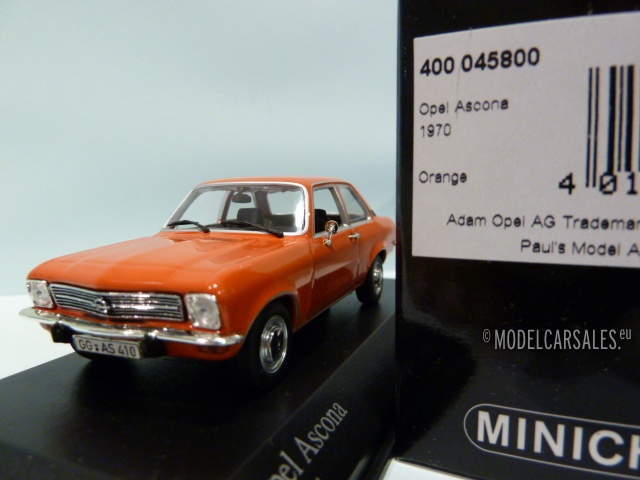 400 045800
Opel Ascona
1970
Orange
4 01
Adam Opel AG Tradema
Paul's Model A
© MODELCARSALES.eu
MINICH
GG AS 410
pel Ascona